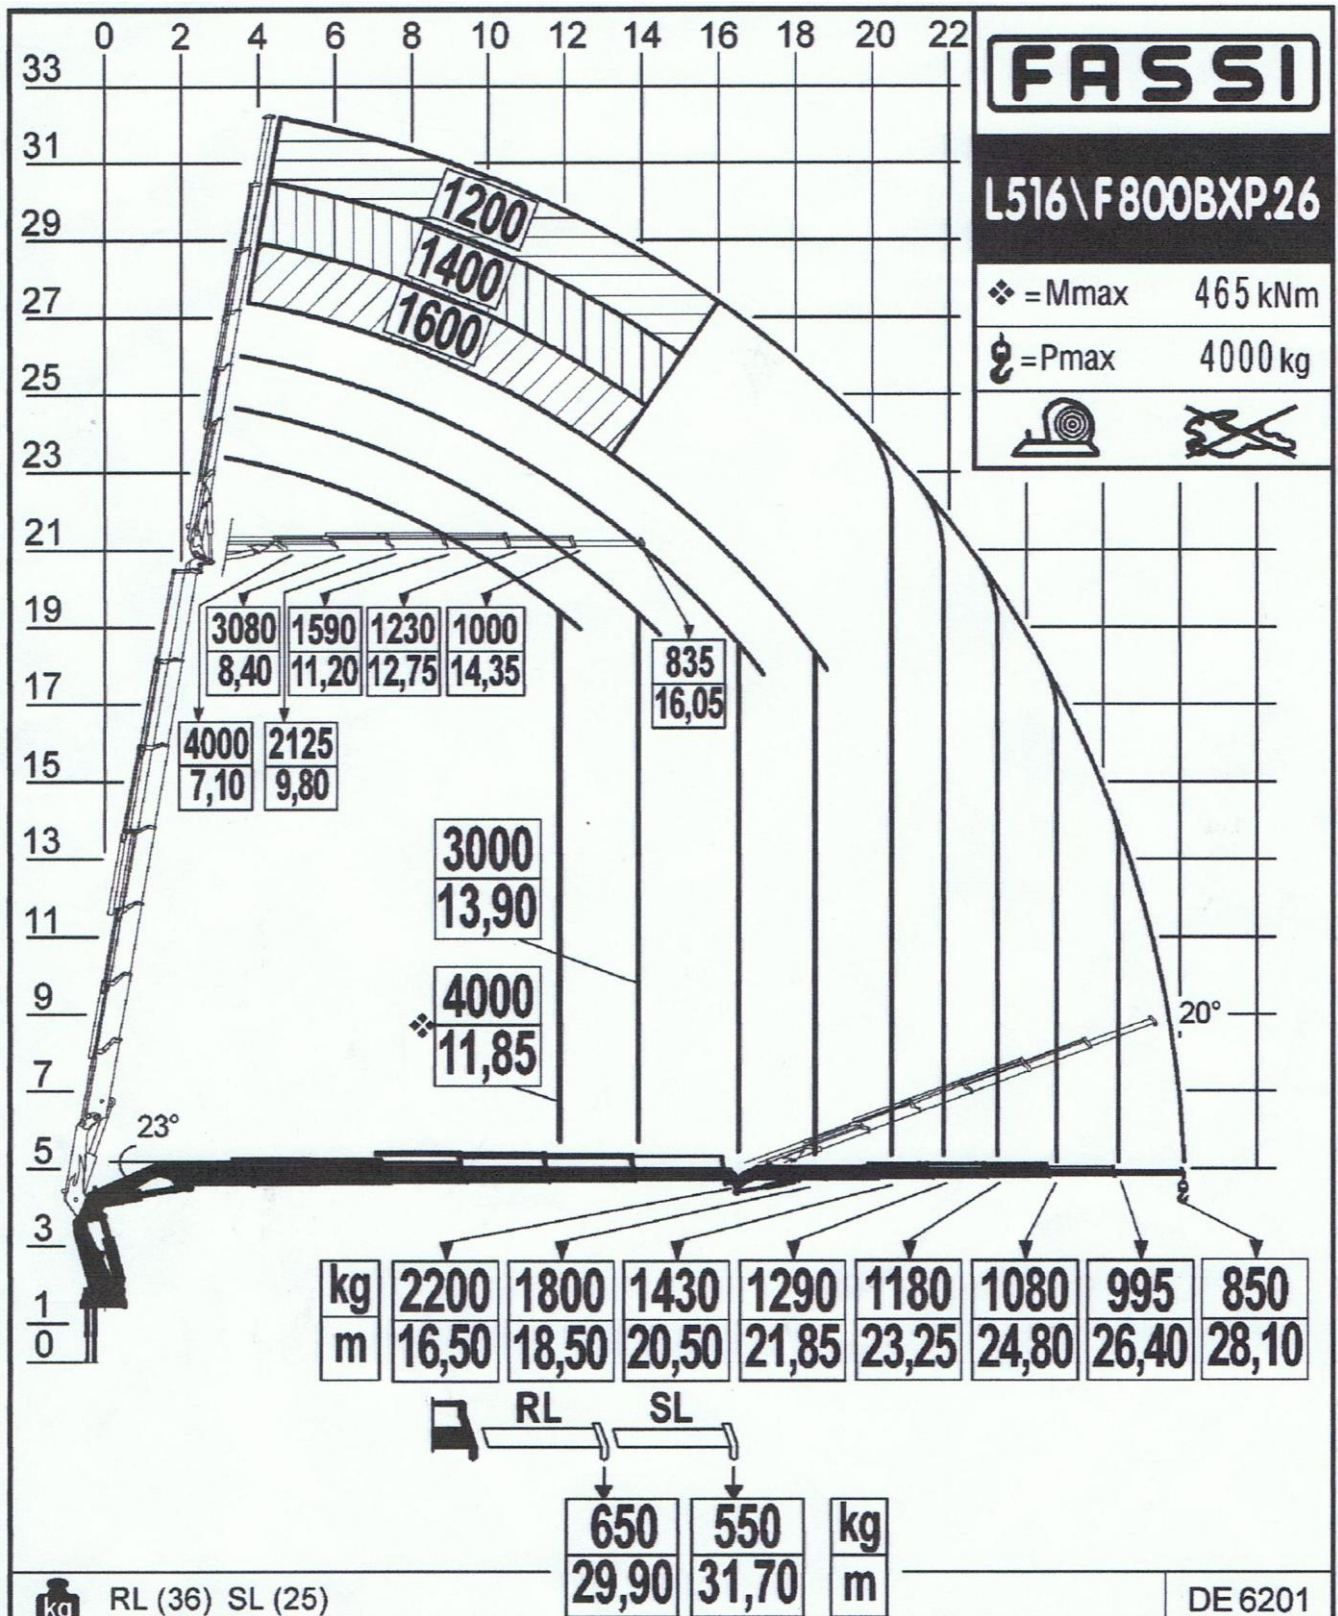 0 2 4 6 8 10 12 14 16 18 20 22
FASSI
L516\F800BXP.26
❖ =Mmax 465 kNm
=Pmax 4000 kg
33
31
29
27
25
23
21
19
17
15
13
11
9
7
5
3
1
0
1200
1400
1600
3080 1590 1230 1000
8,40 11,20 12,75 14,35
835
16,05
4000 2125
7,10 9,80
3000
13,90
❖ 4000
11,85
20°
23°
kg 2200 1800 1430 1290 1180 1080 995 850
m 16,50 18,50 20,50 21,85 23,25 24,80 26,40 28,10
RL SL
650 550 kg
29,90 31,70 m
kg RL (36) SL (25)
DE 6201